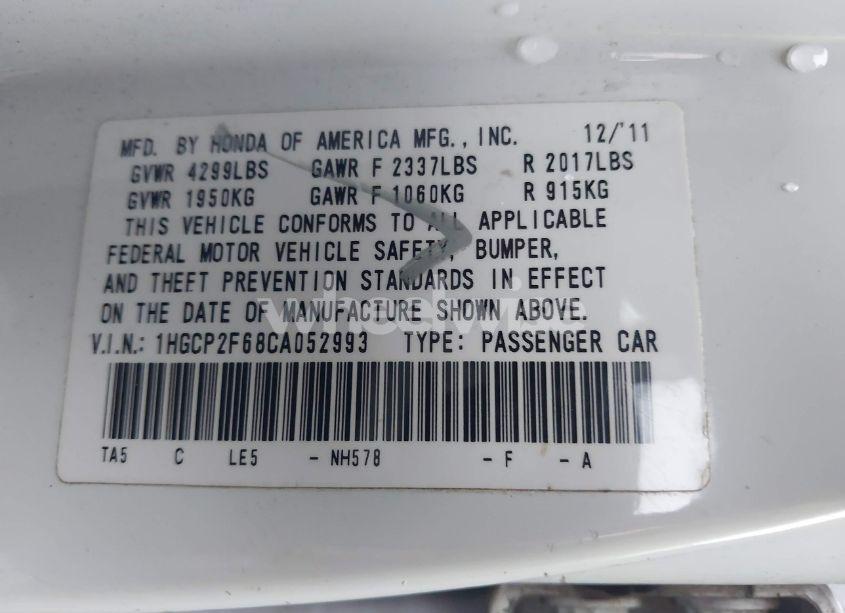 MFD. BY HONDA OF AMERICA MFG., INC. 12/'11
GVWR 4299LBS GAWR F 2337LBS R 2017LBS
GVWR 1950KG GAWR F 1060KG R 915KG
THIS VEHICLE CONFORMS TO ALL APPLICABLE
FEDERAL MOTOR VEHICLE SAFETY, BUMPER,
AND THEFT PREVENTION STANDARDS IN EFFECT
ON THE DATE OF MANUFACTURE SHOWN ABOVE.
wheelwise
V.I.N.: 1HGCP2F68CA052993 TYPE: PASSENGER CAR
TA5 C LE5 - NH578 - F - A